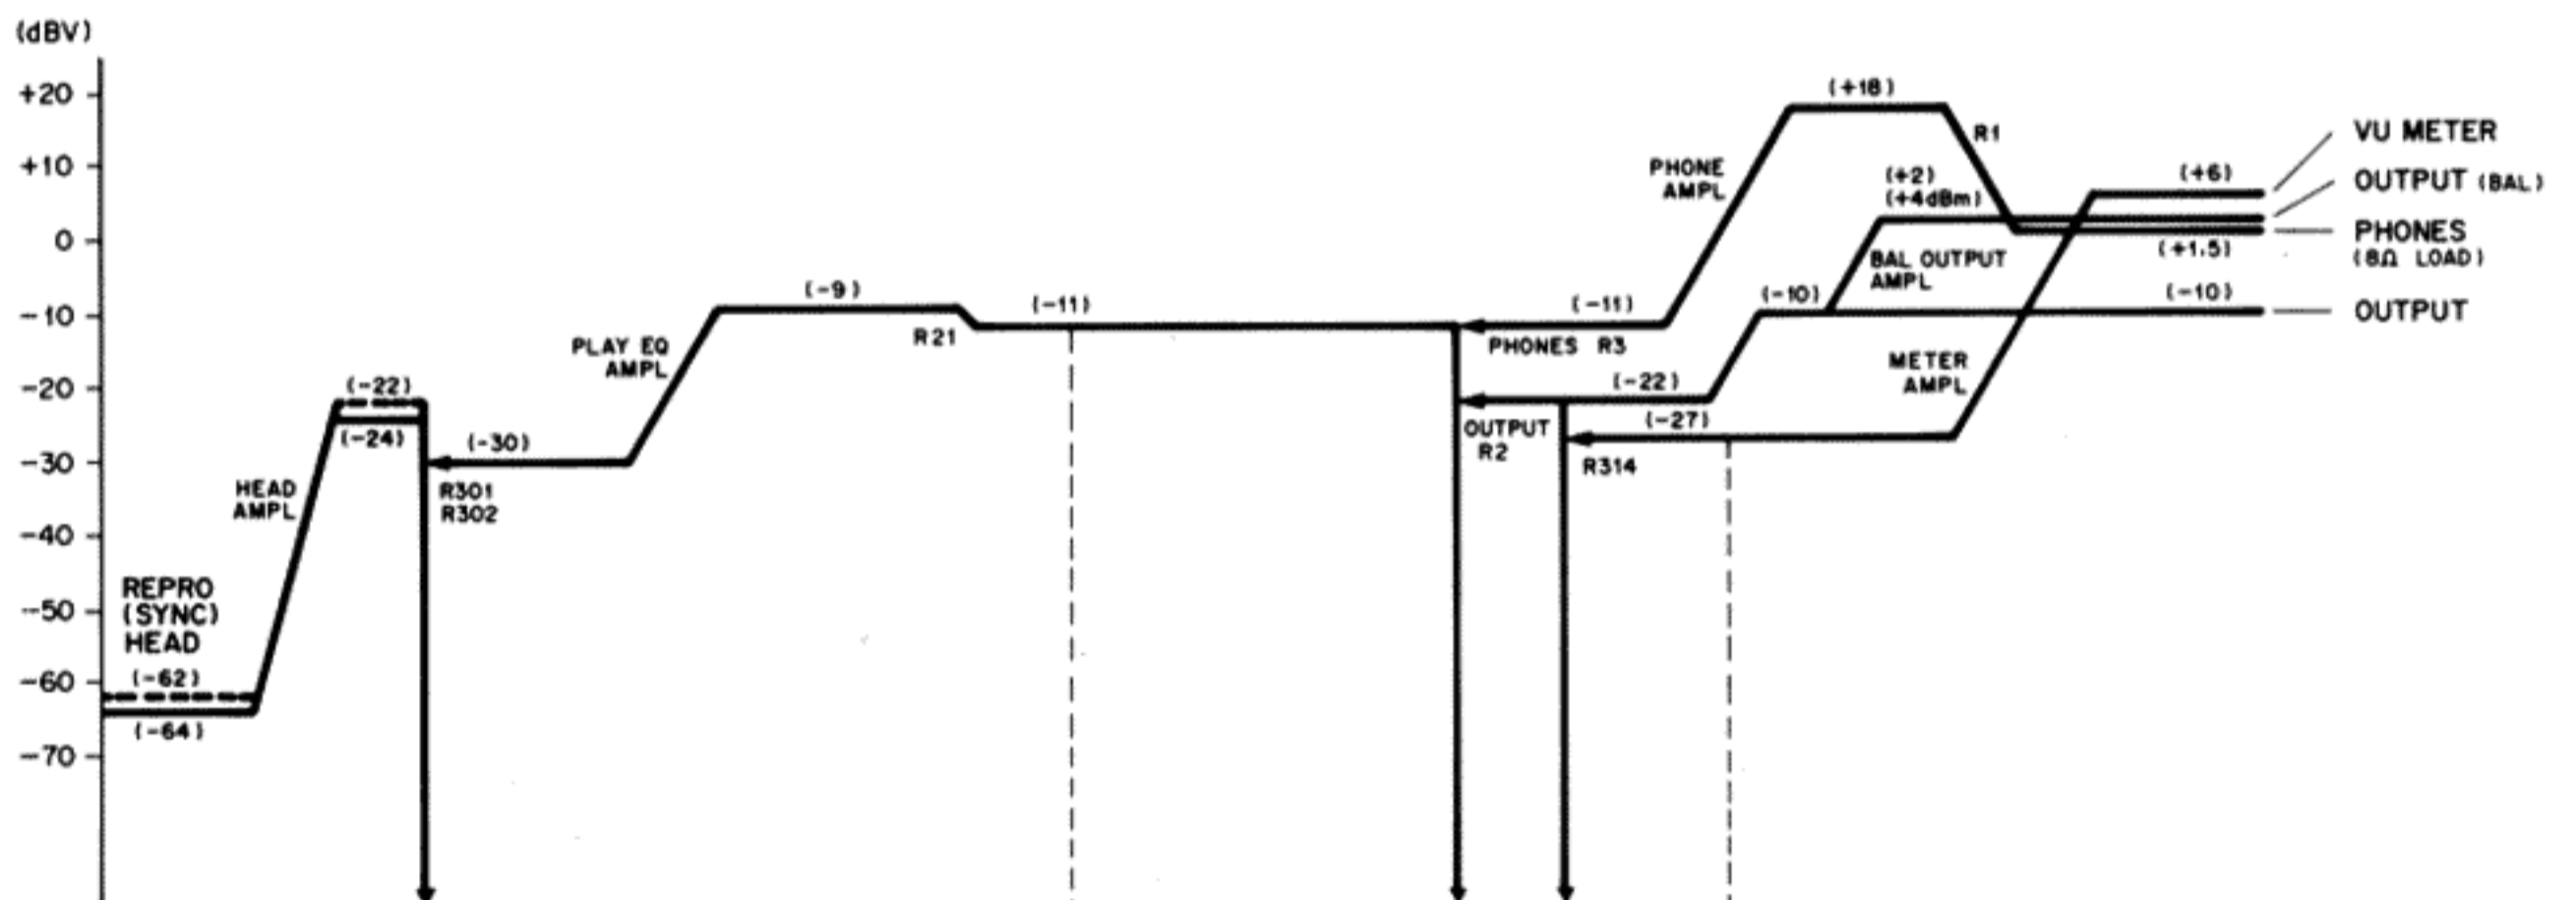 (dBV)
+20
+10
0
-10
-20
-30
-40
-50
-60
-70
REPRO
(SYNC)
HEAD
(-62)
(-64)
HEAD
AMPL
(-22)
(-24)
(-30)
R301
R302
PLAY EQ
AMPL
(-9)
R21
(-11)
(-11)
PHONES R3
(-22)
OUTPUT
R2
(-27)
R314
PHONE
AMPL
(+18)
R1
(+2)
(+4dBm)
BAL OUTPUT
AMPL
(-10)
METER
AMPL
(+6)
(+1.5)
(-10)
VU METER
OUTPUT (BAL)
PHONES
(8Ω LOAD)
OUTPUT